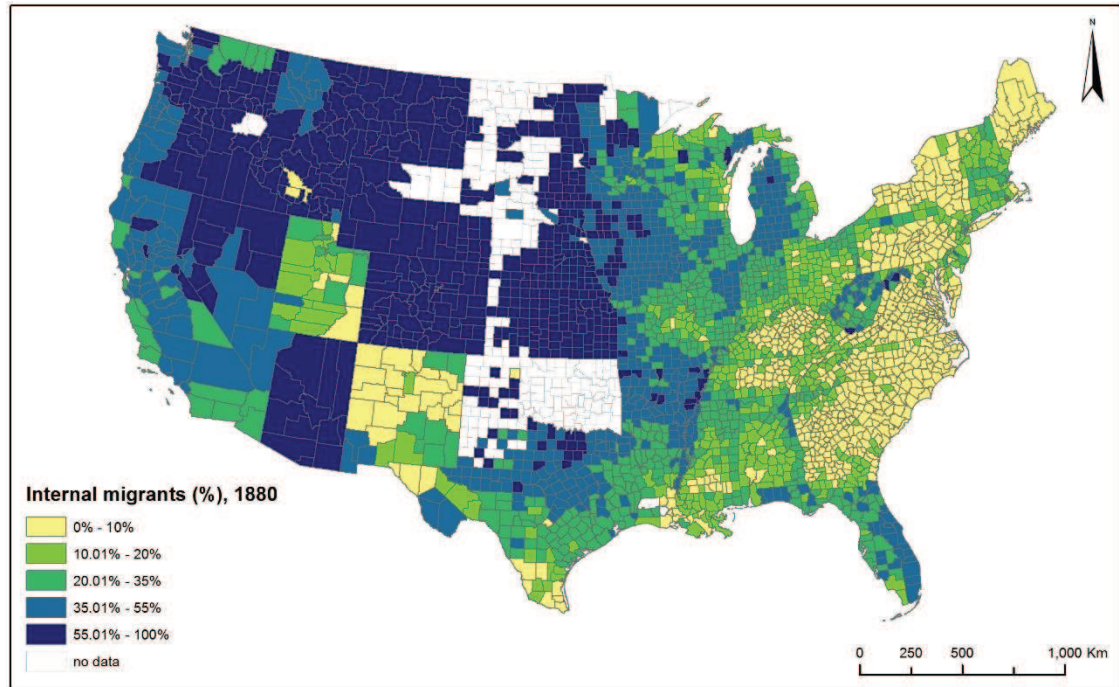 N
Internal migrants (%), 1880
0% - 10%
10.01% - 20%
20.01% - 35%
35.01% - 55%
55.01% - 100%
no data
0 250 500 1,000 Km